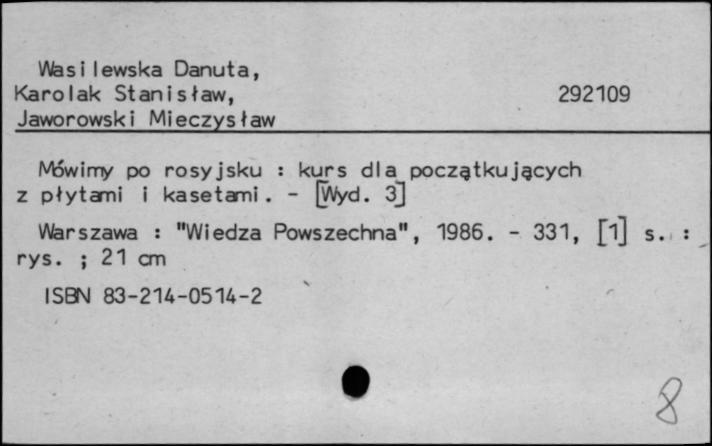 Wasilewska Danuta,
Karolak Stanisław, 292109
Jaworowski Mieczysław
Mówimy po rosyjsku : kurs dla początkujących
z płytami i kasetami. - [Wyd. 3]
Warszawa : "Wiedza Powszechna", 1986. - 331, [1] s. :
rys. ; 21 cm
ISBN 83-214-0514-2
8